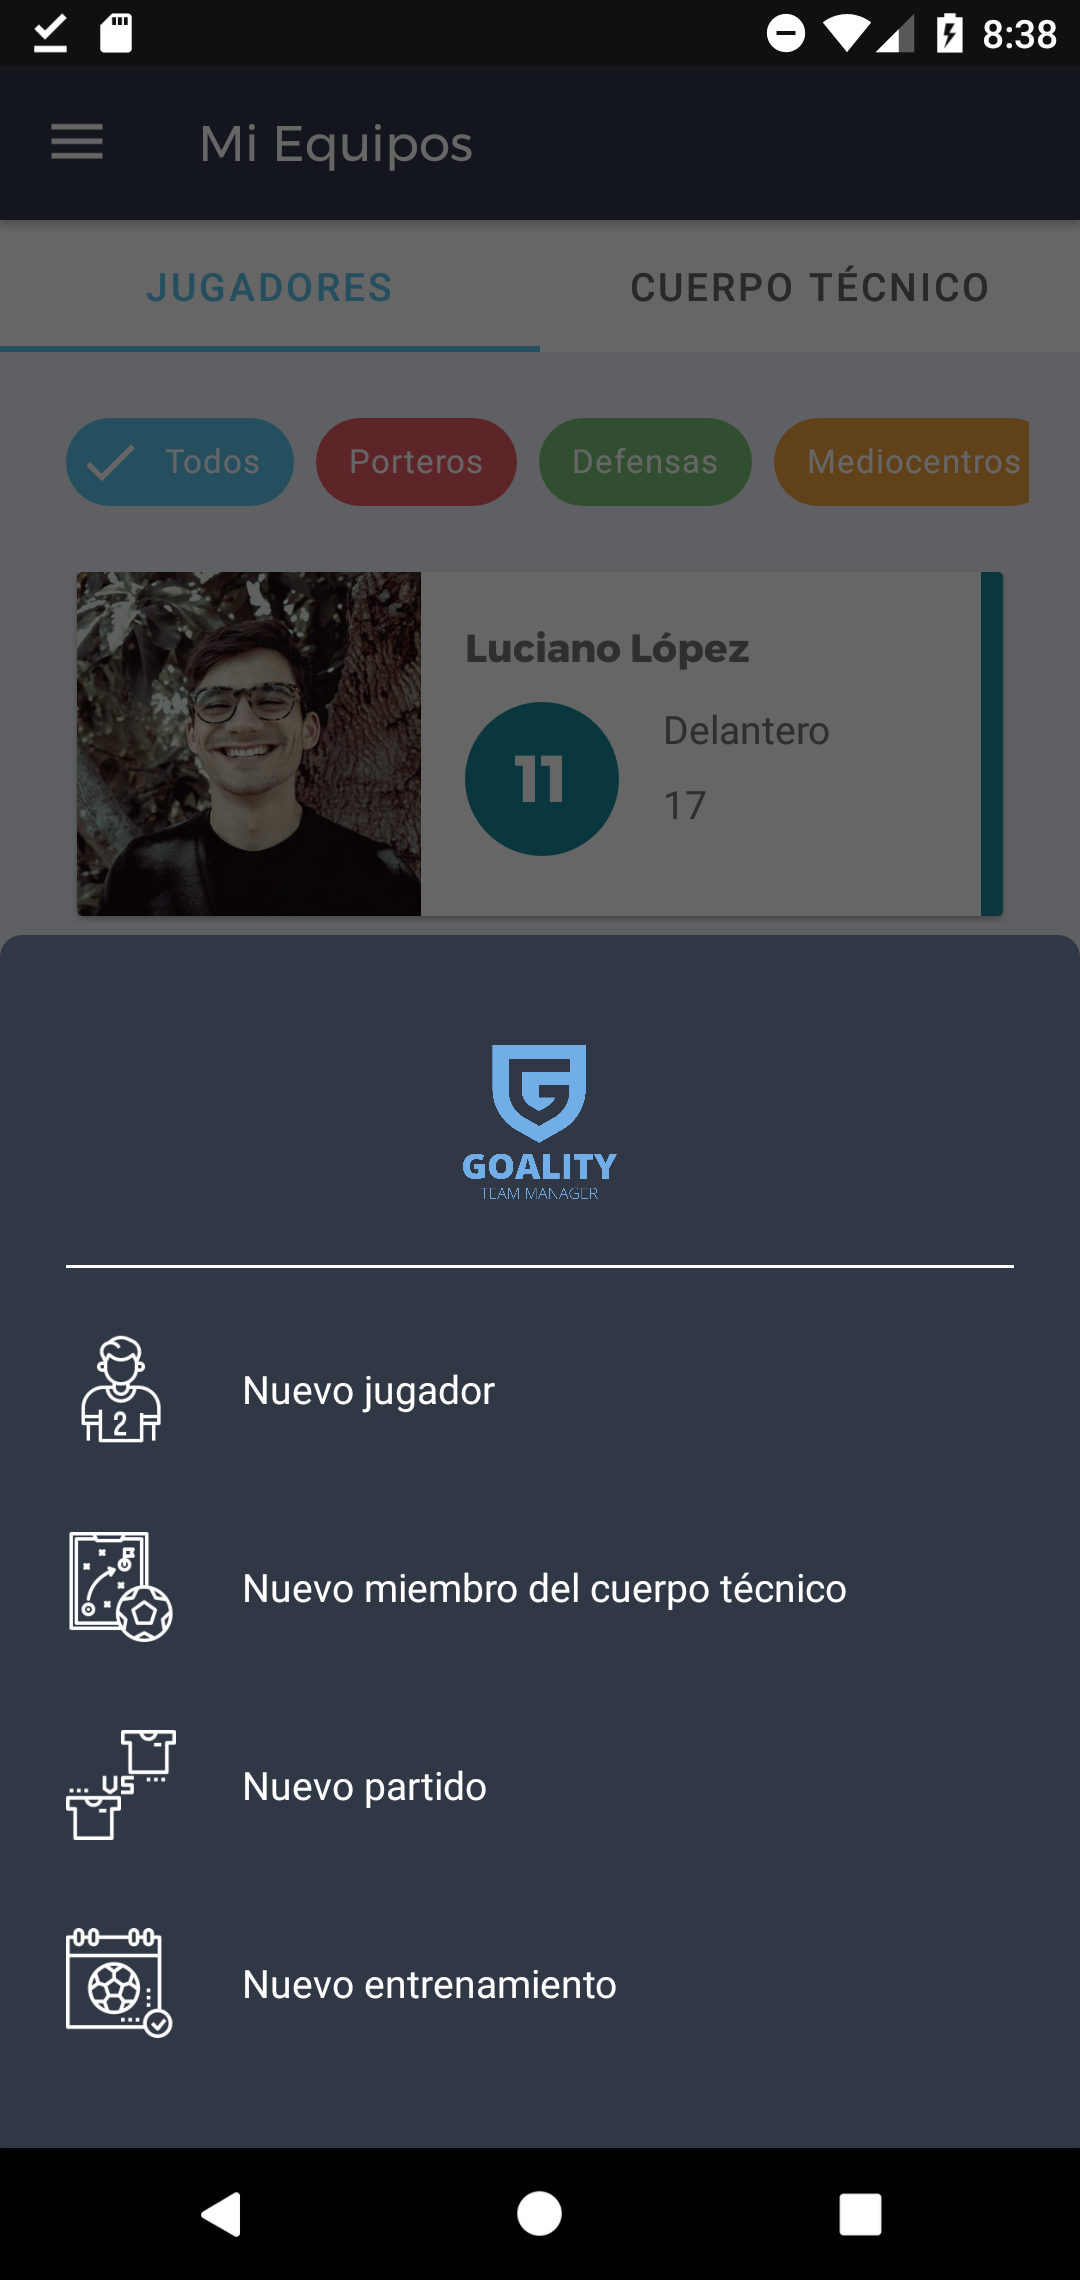 8:38
Mi Equipos
JUGADORES
CUERPO TÉCNICO
Todos
Porteros
Defensas
Mediocentros
Luciano López
11
Delantero
17
GOALITY
TEAM MANAGER
2
Nuevo jugador
Nuevo miembro del cuerpo técnico
VS
Nuevo partido
Nuevo entrenamiento